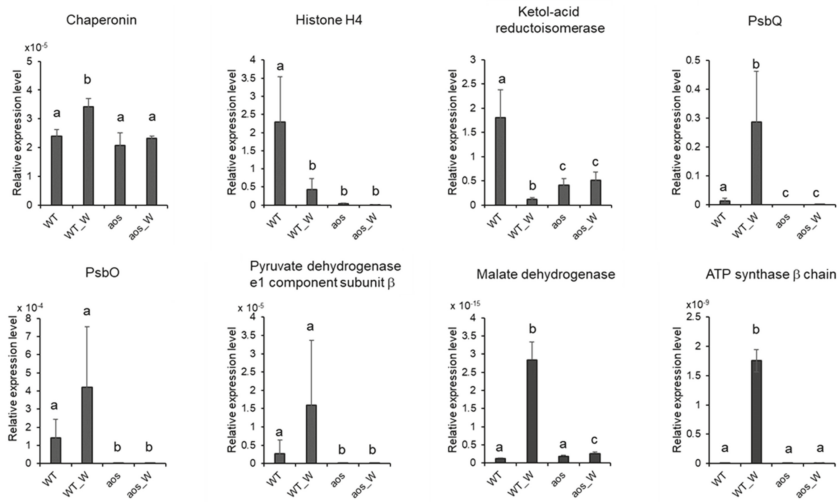 Chaperonin
x10-5
Relative expression level
5
4
3
2
1
0
a
b
a
a
WT
WT_W
aos
aos_W
Histone H4
Relative expression level
4
3.5
3
2.5
2
1.5
1
0.5
0
a
b
b
b
WT
WT_W
aos
aos_W
Ketol-acid
reductoisomerase
Relative expression level
3
2.5
2
1.5
1
0.5
0
a
b
c
c
WT
WT_W
aos
aos_W
PsbQ
Relative expression level
0.5
0.4
0.3
0.2
0.1
0
a
b
c
c
WT
WT_W
aos
aos_W
PsbO
x 10-4
Relative expression level
8
7
6
5
4
3
2
1
0
a
a
b
b
WT
WT_W
aos
aos_W
Pyruvate dehydrogenase
e1 component subunit β
x 10-5
Relative expression level
4
3.5
3
2.5
2
1.5
1
0.5
0
a
a
b
b
WT
WT_W
aos
aos_W
Malate dehydrogenase
x 10-15
Relative expression level
4
3.5
3
2.5
2
1.5
1
0.5
0
a
b
a
c
WT
WT_W
aos
aos_W
ATP synthase β chain
x 10-9
Relative expression level
2.5
2
1.5
1
0.5
0
a
b
a
a
WT
WT_W
aos
aos_W